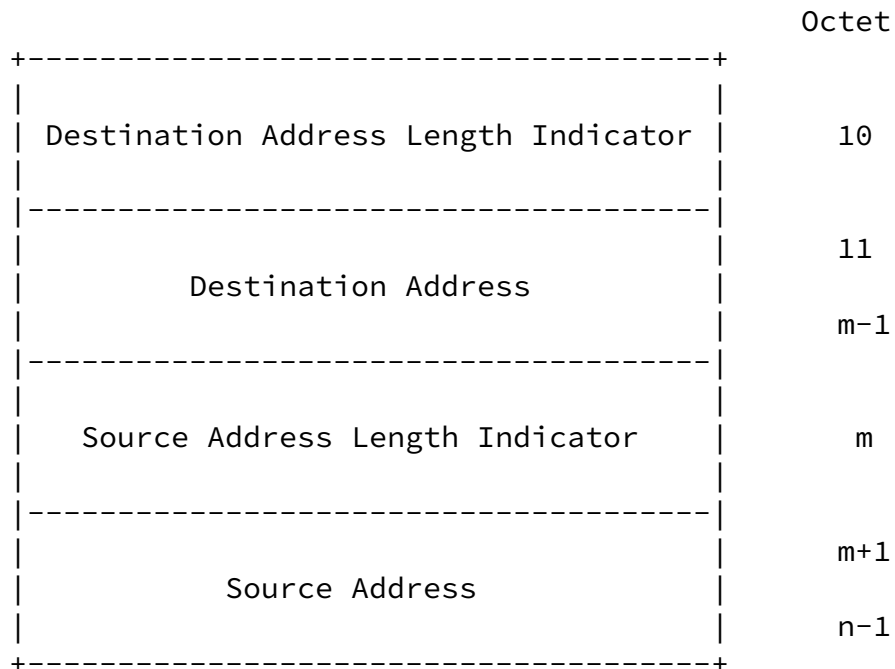 Octet
Destination Address Length Indicator 10
11
Destination Address
m-1
Source Address Length Indicator m
m+1
Source Address
n-1